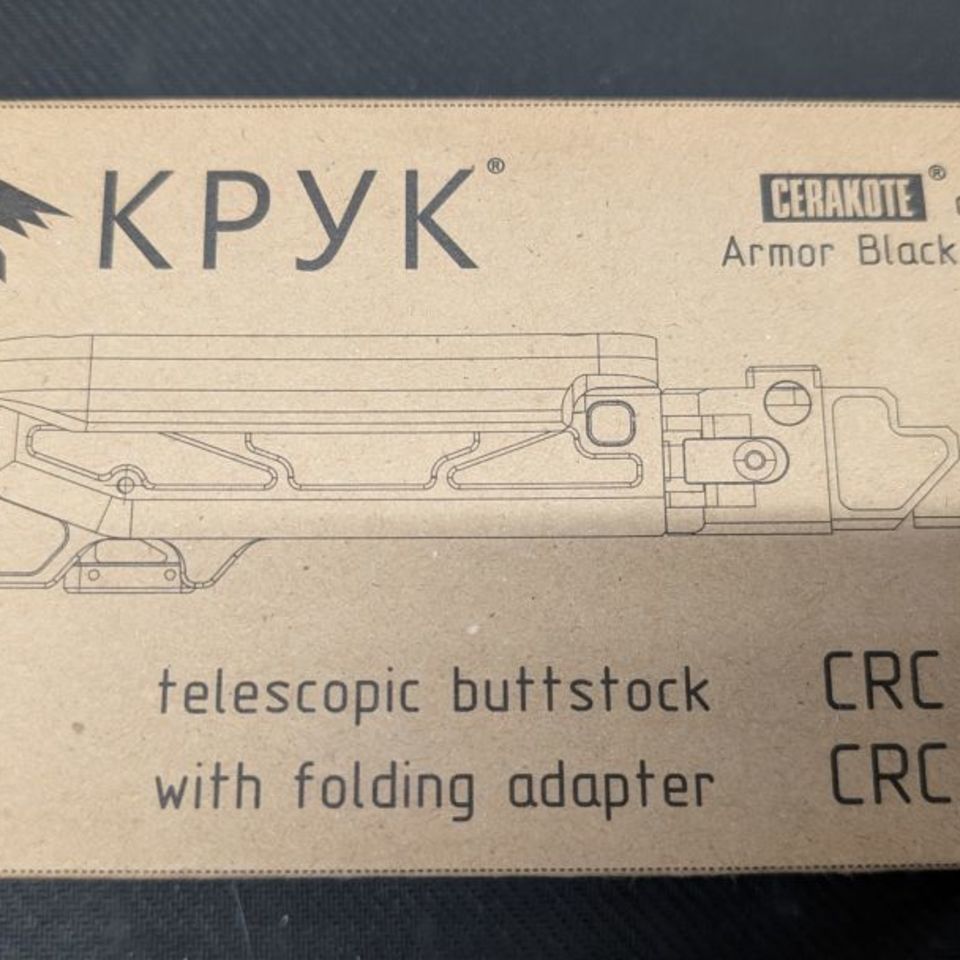 КРУК®
CERAKOTE®
Armor Black
telescopic buttstock CRC
with folding adapter CRC